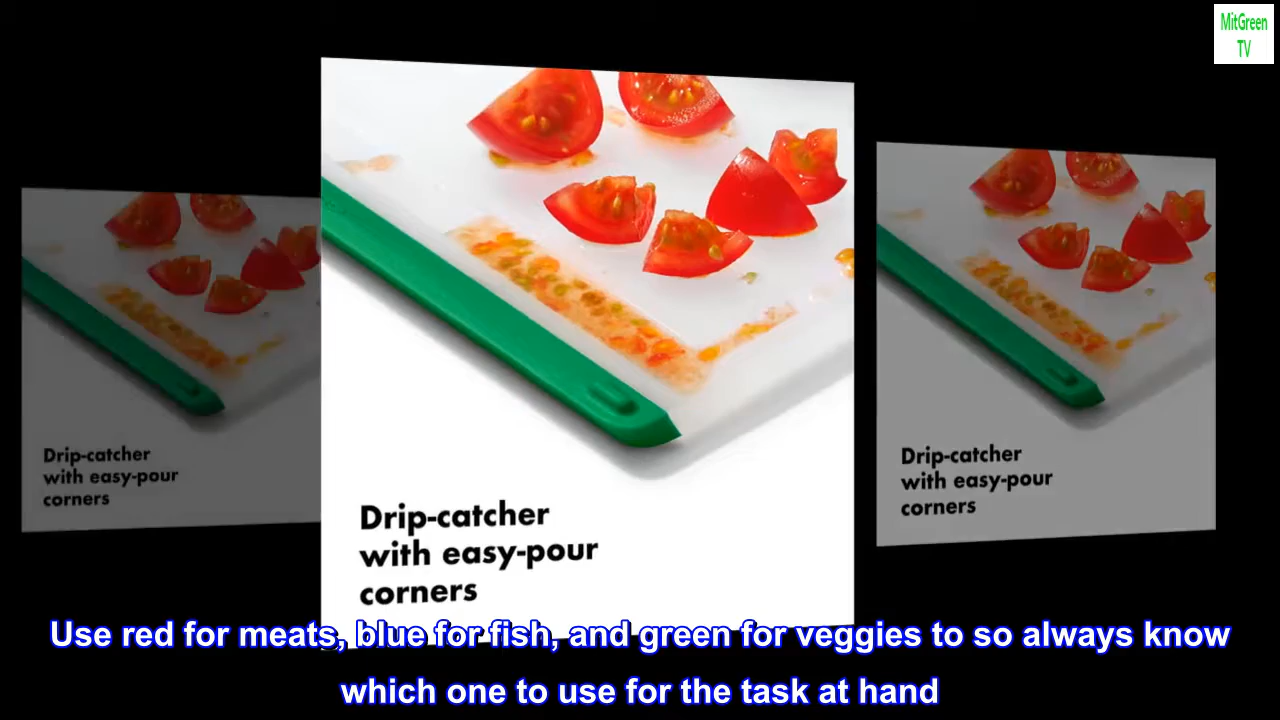 MitGreen
TV
Drip-catcher
with easy-pour
corners
Drip-catcher
with easy-pour
corners
Drip-catcher
with easy-pour
corners
Use red for meats, blue for fish, and green for veggies to so always know
which one to use for the task at hand